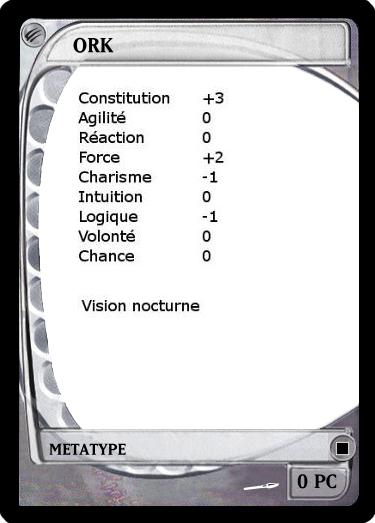 ORK
Constitution +3
Agilité 0
Réaction 0
Force +2
Charisme -1
Intuition 0
Logique -1
Volonté 0
Chance 0
Vision nocturne
METATYPE
0 PC